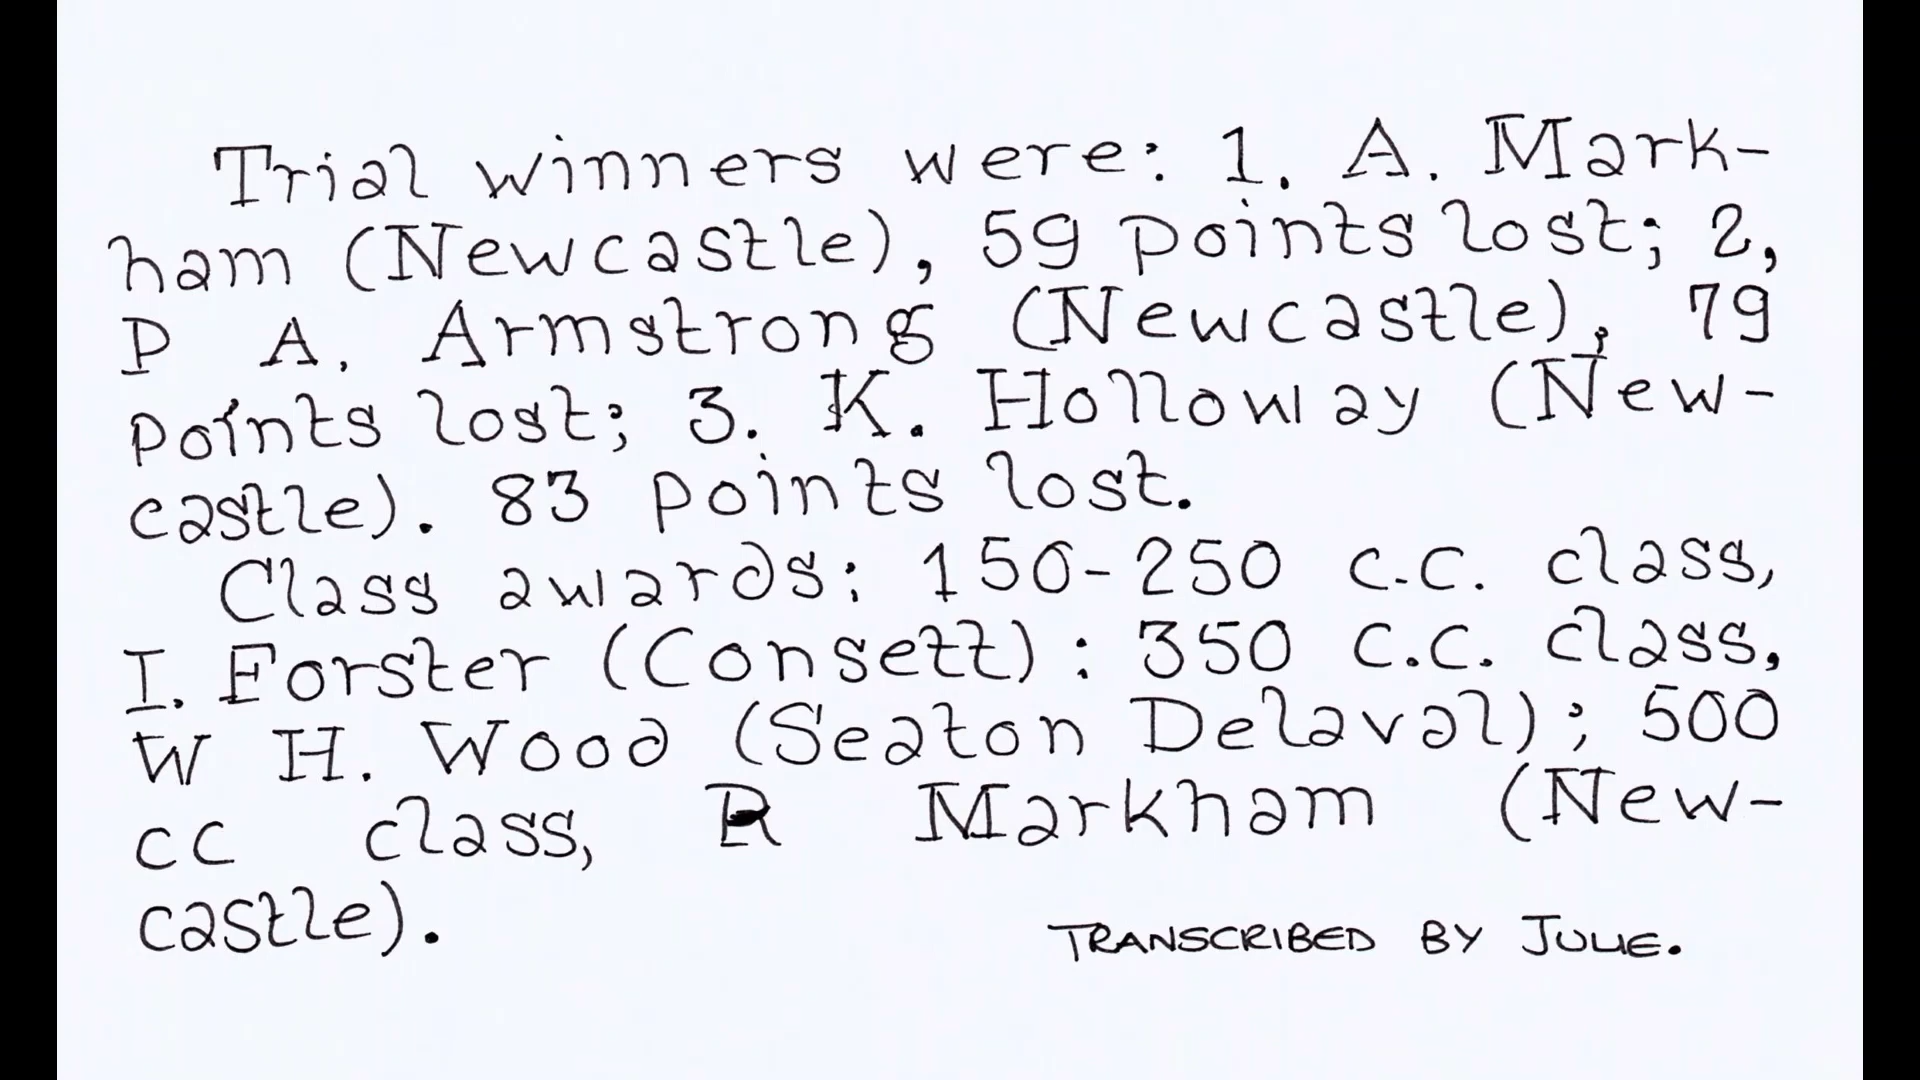 Trial winners were: 1. A. Mark-
ham (Newcastle), 59 points lost; 2,
P A. Armstrong (Newcastle), 79
points lost; 3. K. Holloway (New-
castle). 83 points lost.
Class awards: 150-250 c.c. class,
I. Forster (Consett): 350 c.c. class,
W H. Wood (Seaton Delaval); 500
cc class, R Markham (New-
castle).
TRANSCRIBED BY JULIE.